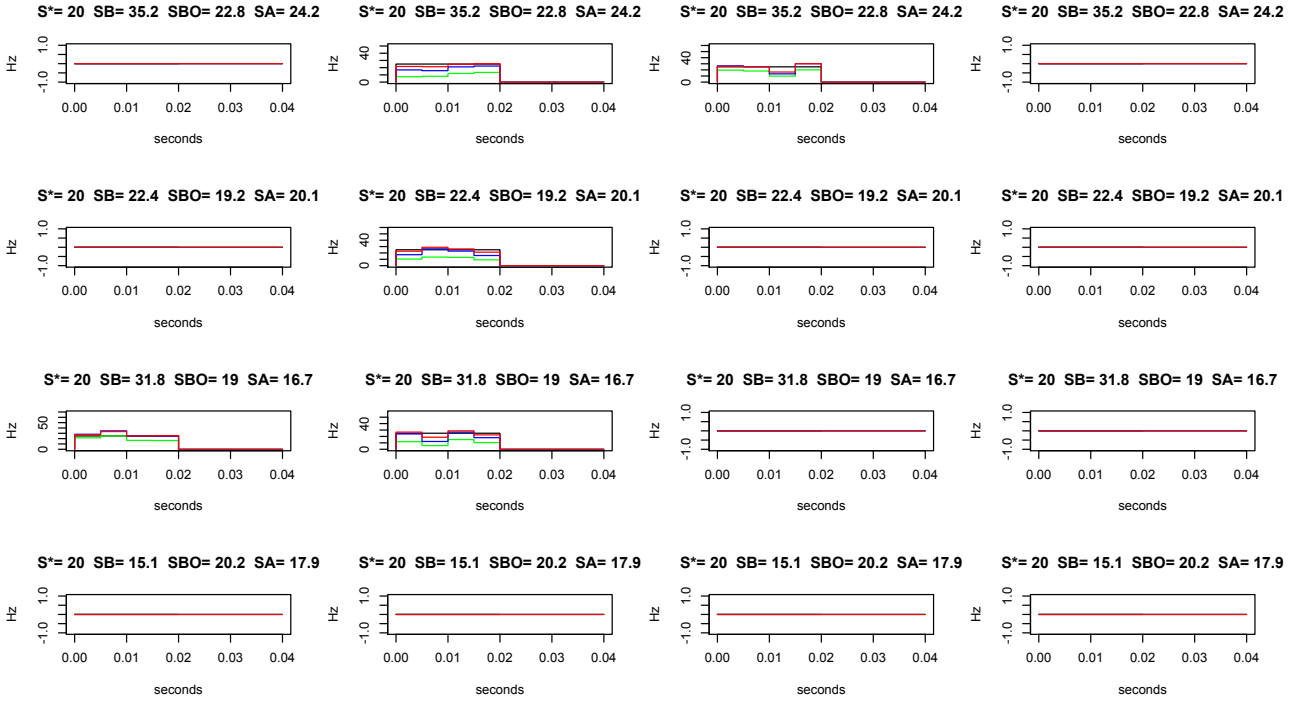 S*= 20 SB= 35.2 SBO= 22.8 SA= 24.2
Hz
-1.0 1.0
0.00 0.01 0.02 0.03 0.04
seconds
S*= 20 SB= 35.2 SBO= 22.8 SA= 24.2
Hz
0 40
0.00 0.01 0.02 0.03 0.04
seconds
S*= 20 SB= 35.2 SBO= 22.8 SA= 24.2
Hz
0 40
0.00 0.01 0.02 0.03 0.04
seconds
S*= 20 SB= 35.2 SBO= 22.8 SA= 24.2
Hz
-1.0 1.0
0.00 0.01 0.02 0.03 0.04
seconds
S*= 20 SB= 22.4 SBO= 19.2 SA= 20.1
Hz
-1.0 1.0
0.00 0.01 0.02 0.03 0.04
seconds
S*= 20 SB= 22.4 SBO= 19.2 SA= 20.1
Hz
0 40
0.00 0.01 0.02 0.03 0.04
seconds
S*= 20 SB= 22.4 SBO= 19.2 SA= 20.1
Hz
-1.0 1.0
0.00 0.01 0.02 0.03 0.04
seconds
S*= 20 SB= 22.4 SBO= 19.2 SA= 20.1
Hz
-1.0 1.0
0.00 0.01 0.02 0.03 0.04
seconds
S*= 20 SB= 31.8 SBO= 19 SA= 16.7
Hz
0 50
0.00 0.01 0.02 0.03 0.04
seconds
S*= 20 SB= 31.8 SBO= 19 SA= 16.7
Hz
0 40
0.00 0.01 0.02 0.03 0.04
seconds
S*= 20 SB= 31.8 SBO= 19 SA= 16.7
Hz
-1.0 1.0
0.00 0.01 0.02 0.03 0.04
seconds
S*= 20 SB= 31.8 SBO= 19 SA= 16.7
Hz
-1.0 1.0
0.00 0.01 0.02 0.03 0.04
seconds
S*= 20 SB= 15.1 SBO= 20.2 SA= 17.9
Hz
-1.0 1.0
0.00 0.01 0.02 0.03 0.04
seconds
S*= 20 SB= 15.1 SBO= 20.2 SA= 17.9
Hz
-1.0 1.0
0.00 0.01 0.02 0.03 0.04
seconds
S*= 20 SB= 15.1 SBO= 20.2 SA= 17.9
Hz
-1.0 1.0
0.00 0.01 0.02 0.03 0.04
seconds
S*= 20 SB= 15.1 SBO= 20.2 SA= 17.9
Hz
-1.0 1.0
0.00 0.01 0.02 0.03 0.04
seconds